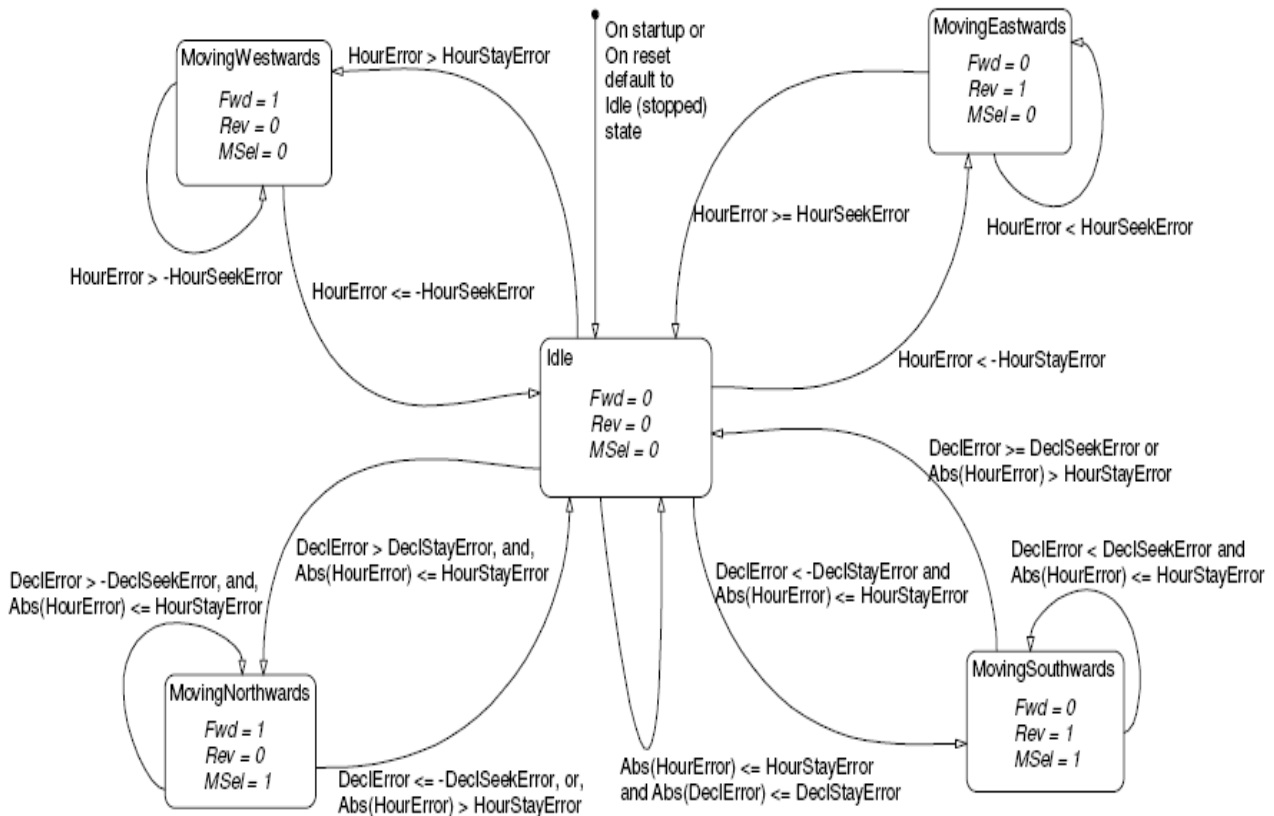 MovingWestwards
Fwd = 1
Rev = 0
MSel = 0
HourError > HourStayError
On startup or
On reset
default to
Idle (stopped)
state
MovingEastwards
Fwd = 0
Rev = 1
MSel = 0
HourError >= HourSeekError
HourError < HourSeekError
HourError > -HourSeekError
HourError <= -HourSeekError
HourError < -HourStayError
Idle
Fwd = 0
Rev = 0
MSel = 0
DeclError >= DeclSeekError or
Abs(HourError) > HourStayError
DeclError > DeclStayError, and,
Abs(HourError) <= HourStayError
DeclError < -DeclStayError and
Abs(HourError) <= HourStayError
DeclError < DeclSeekError and
Abs(HourError) <= HourStayError
DeclError > -DeclSeekError, and,
Abs(HourError) <= HourStayError
MovingNorthwards
Fwd = 1
Rev = 0
MSel = 1
DeclError <= -DeclSeekError, or,
Abs(HourError) > HourStayError
Abs(HourError) <= HourStayError
and Abs(DeclError) <= DeclStayError
MovingSouthwards
Fwd = 0
Rev = 1
MSel = 1